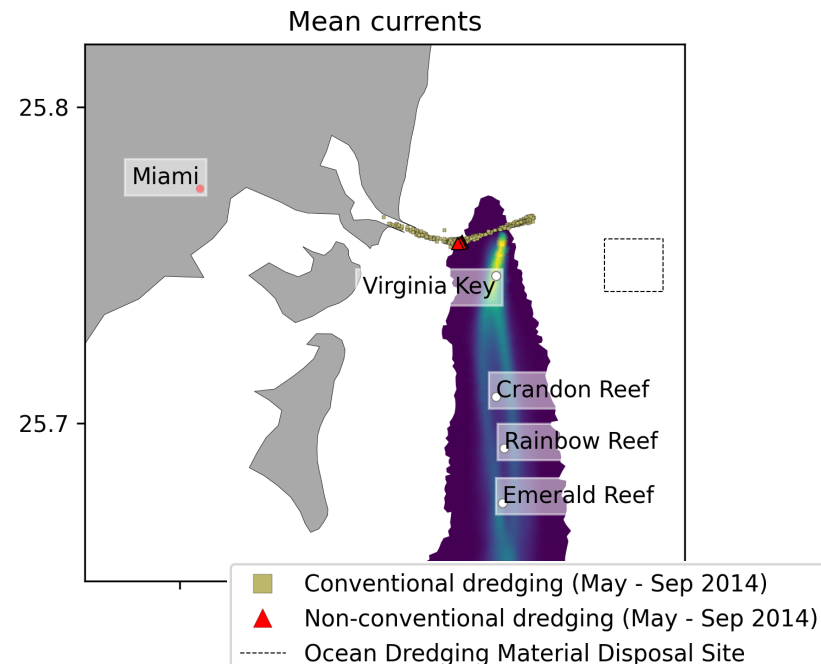 Mean currents
25.8
Miami
Virginia Key
Crandon Reef
25.7
Rainbow Reef
Emerald Reef
Conventional dredging (May - Sep 2014)
Non-conventional dredging (May - Sep 2014)
Ocean Dredging Material Disposal Site